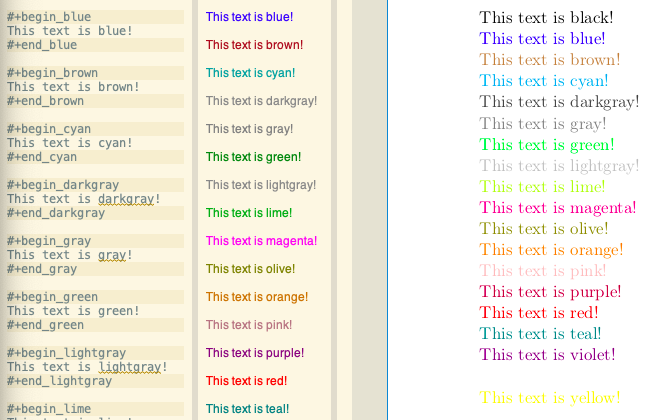 #+begin_blue
This text is blue!
#+end_blue
#+begin_brown
This text is brown!
#+end_brown
#+begin_cyan
This text is cyan!
#+end_cyan
#+begin_darkgray
This text is darkgray!
#+end_darkgray
#+begin_gray
This text is gray!
#+end_gray
#+begin_green
This text is green!
#+end_green
#+begin_lightgray
This text is lightgray!
#+end_lightgray
#+begin_lime
This text is blue!
This text is brown!
This text is cyan!
This text is darkgray!
This text is gray!
This text is green!
This text is lightgray!
This text is lime!
This text is magenta!
This text is olive!
This text is orange!
This text is pink!
This text is purple!
This text is red!
This text is teal!
This text is black!
This text is blue!
This text is brown!
This text is cyan!
This text is darkgray!
This text is gray!
This text is green!
This text is lightgray!
This text is lime!
This text is magenta!
This text is olive!
This text is orange!
This text is pink!
This text is purple!
This text is red!
This text is teal!
This text is violet!
This text is yellow!